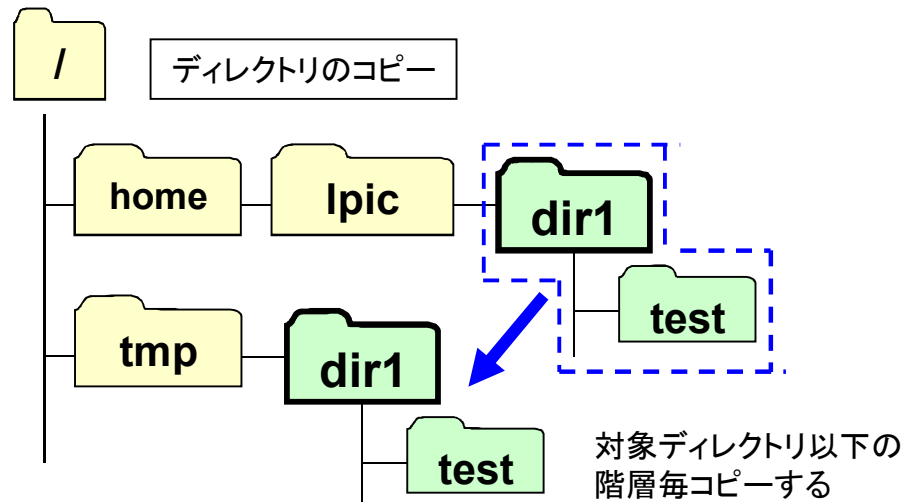 /
ディレクトリのコピー
home
lpic
dir1
test
tmp
dir1
test
対象ディレクトリ以下の
階層毎コピーする